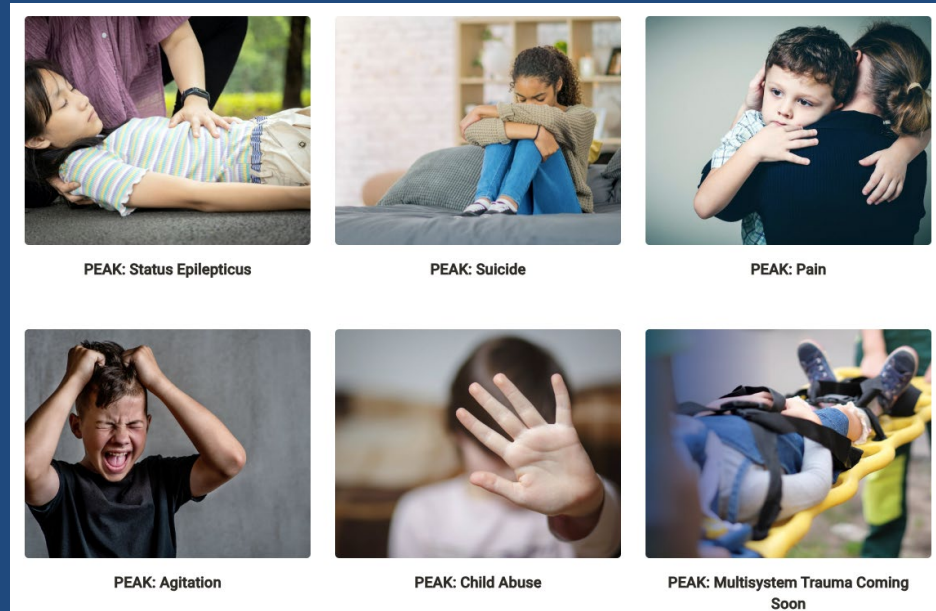 PEAK: Status Epilepticus
PEAK: Suicide
PEAK: Pain
PEAK: Agitation
PEAK: Child Abuse
PEAK: Multisystem Trauma Coming
Soon